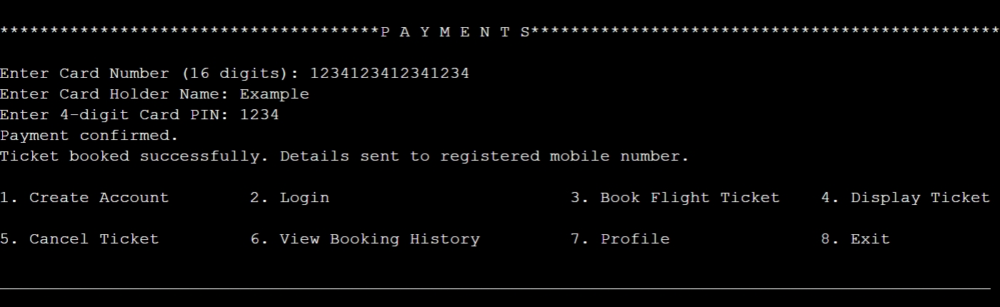 **************************************P A Y M E N T S***********************************************
Enter Card Number (16 digits): 1234123412341234
Enter Card Holder Name: Example
Enter 4-digit Card PIN: 1234
Payment confirmed.
Ticket booked successfully. Details sent to registered mobile number.
1. Create Account 2. Login 3. Book Flight Ticket 4. Display Ticket
5. Cancel Ticket 6. View Booking History 7. Profile 8. Exit